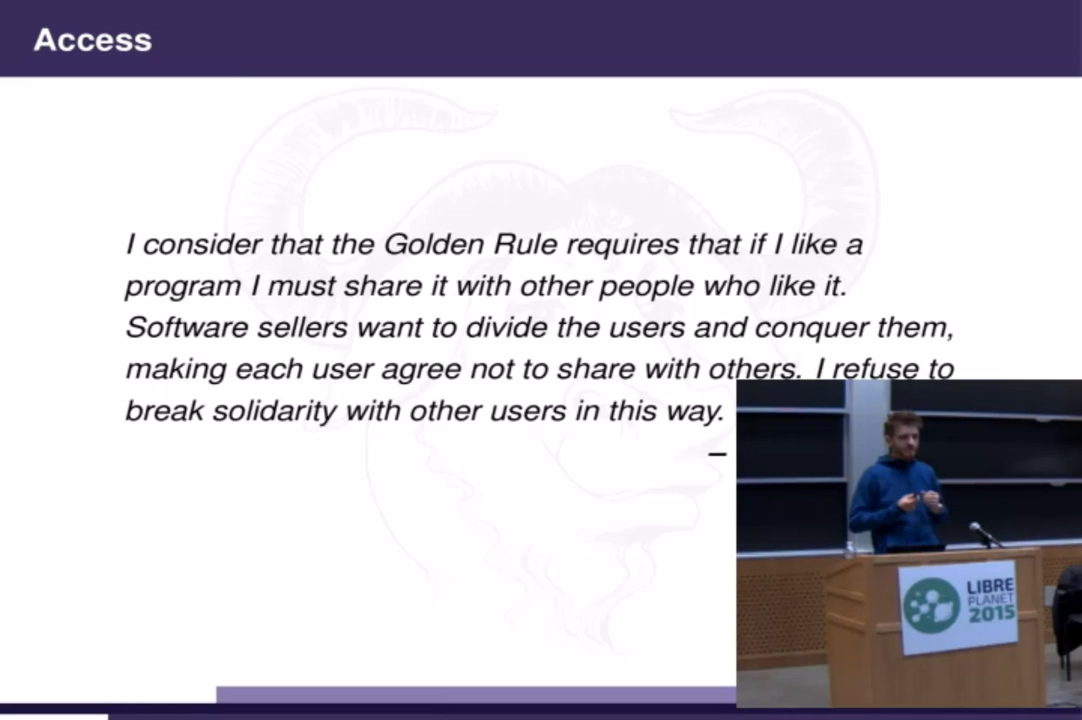 Access
I consider that the Golden Rule requires that if I like a
program I must share it with other people who like it.
Software sellers want to divide the users and conquer them,
making each user agree not to share with others. I refuse to
break solidarity with other users in this way.
–
LIBRE
PLANET
2015